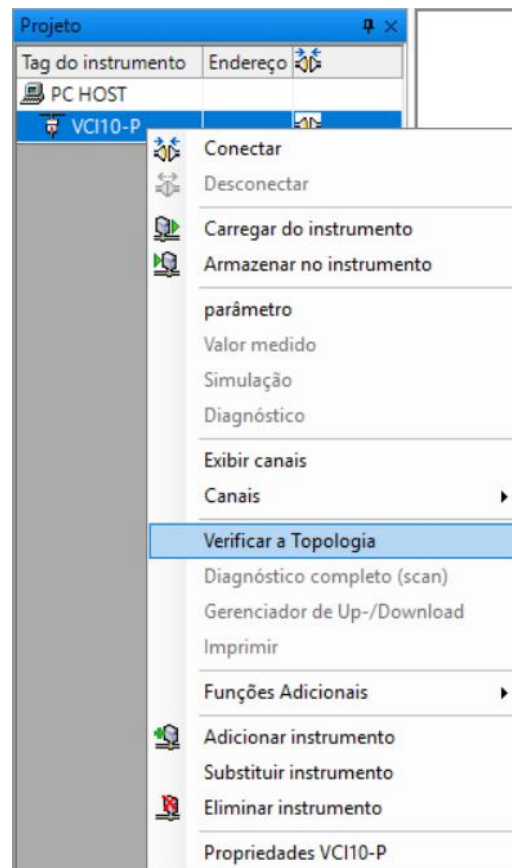 Projeto
Tag do instrumento Endereço
PC HOST
VCI10-P
Conectar
Desconectar
Carregar do instrumento
Armazenar no instrumento
parâmetro
Valor medido
Simulação
Diagnóstico
Exibir canais
Canais
Verificar a Topologia
Diagnóstico completo (scan)
Gerenciador de Up-/Download
Imprimir
Funções Adicionais
Adicionar instrumento
Substituir instrumento
Eliminar instrumento
Propriedades VCI10-P